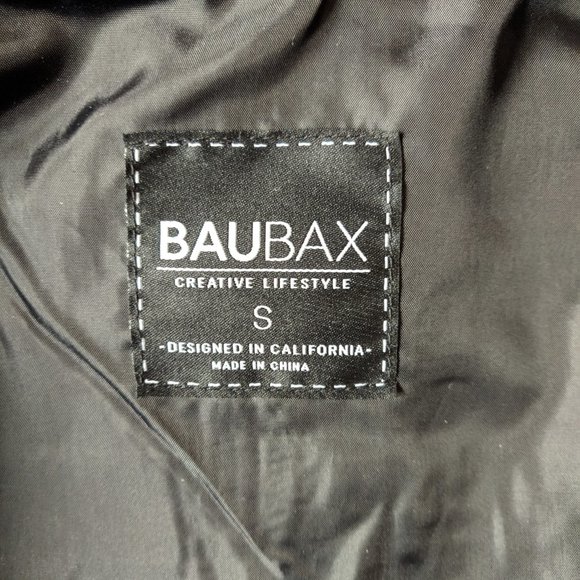 BAUBAX
CREATIVE LIFESTYLE
S
-DESIGNED IN CALIFORNIA-
MADE IN CHINA